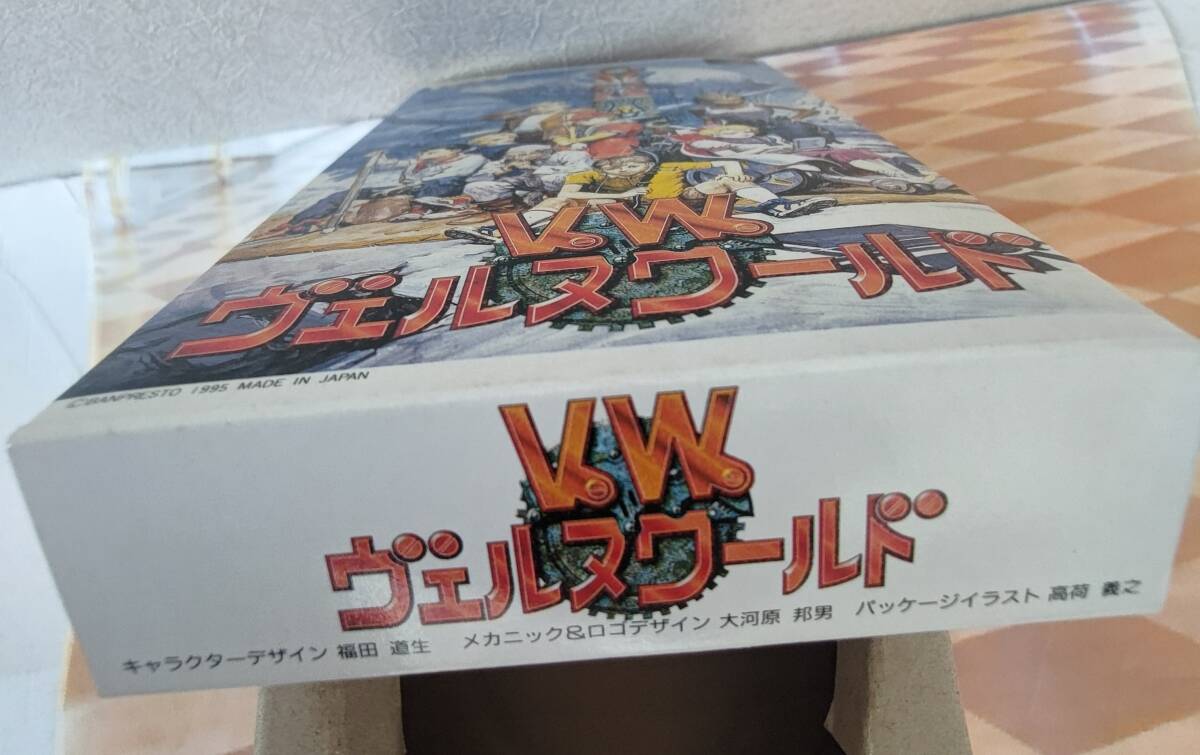 V.W.
ヴェルヌワールド
©BANPRESTO 1995 MADE IN JAPAN
V.W.
ヴェルヌワールド
キャラクターデザイン 福田 道生 メカニック&ロゴデザイン 大河原 邦男 パッケージイラスト 高荷 義之